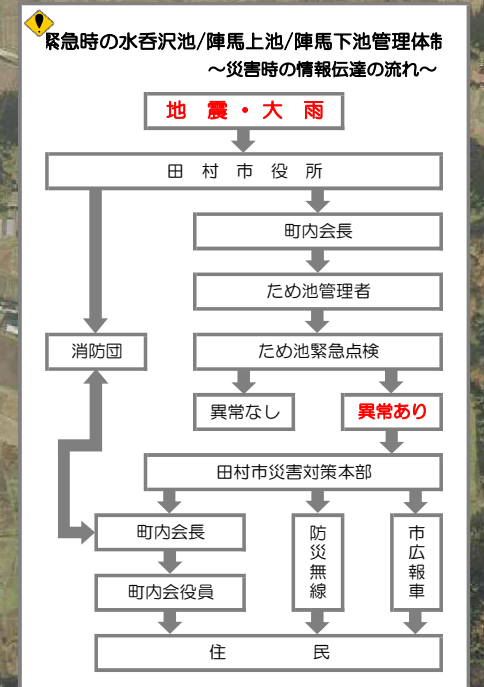 緊急時の水呑沢池/陣馬上池/陣馬下池管理体制
～災害時の情報伝達の流れ～
地　震・大　雨
田　村　市　役　所
町内会長
ため池管理者
消防団
ため池緊急点検
異常なし
異常あり
田村市災害対策本部
町内会長
防災無線
市広報車
町内会役員
住　　　　民